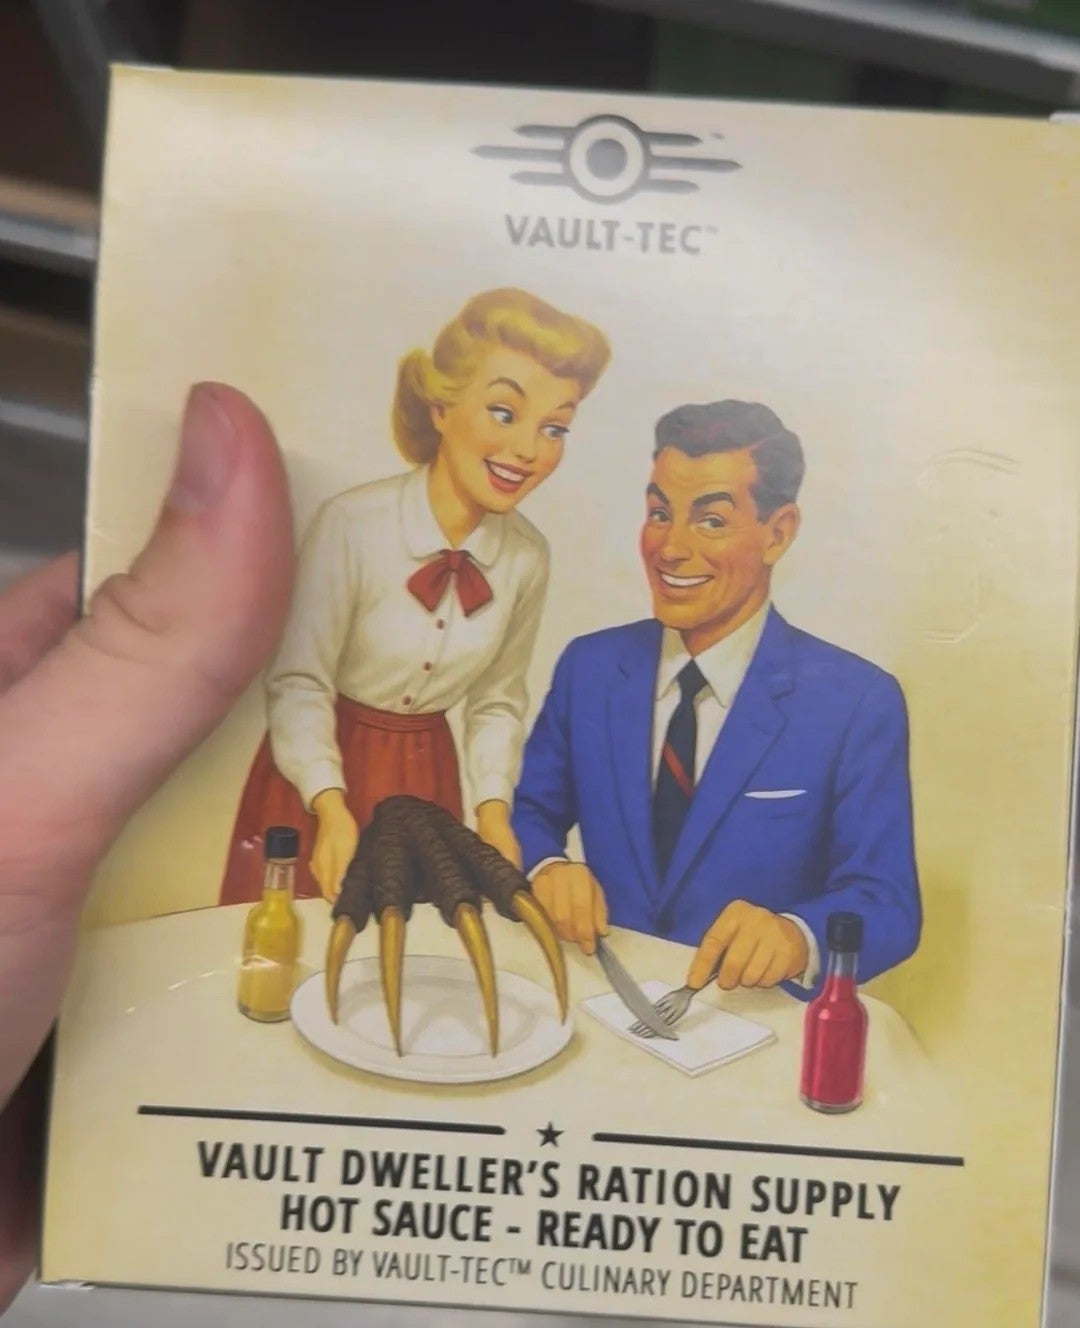 VAULT-TEC™
VAULT DWELLER'S RATION SUPPLY
HOT SAUCE - READY TO EAT
ISSUED BY VAULT-TEC™ CULINARY DEPARTMENT